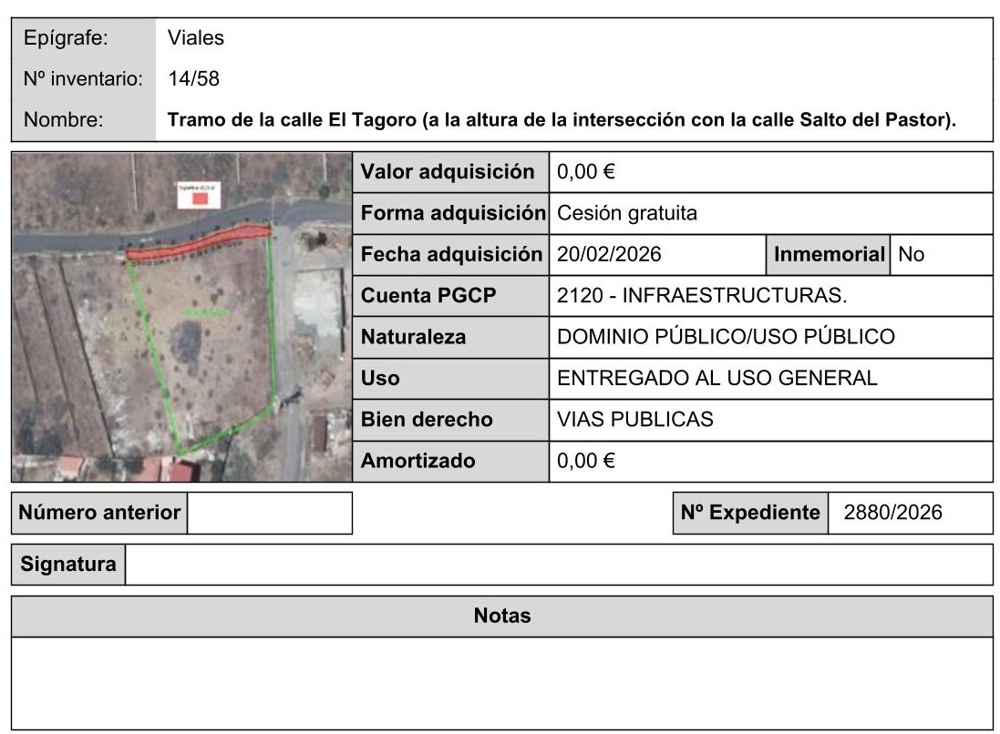 Epígrafe: Viales
Nº inventario: 14/58
Nombre: Tramo de la calle El Tagoro (a la altura de la intersección con la calle Salto del Pastor).
Valor adquisición 0,00 €
Forma adquisición Cesión gratuita
Fecha adquisición 20/02/2026 Inmemorial No
Cuenta PGCP 2120 - INFRAESTRUCTURAS.
Naturaleza DOMINIO PÚBLICO/USO PÚBLICO
Uso ENTREGADO AL USO GENERAL
Bien derecho VIAS PUBLICAS
Amortizado 0,00 €
Número anterior
Nº Expediente 2880/2026
Signatura
Notas